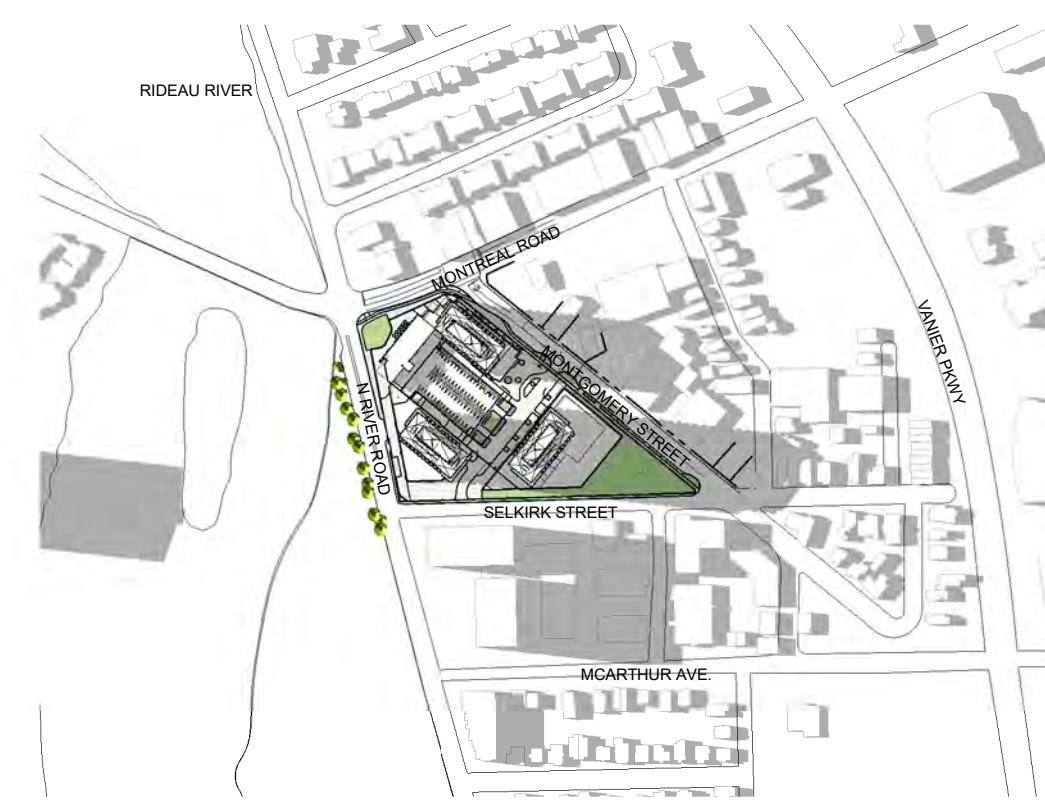 RIDEAU RIVER
MONTREAL ROAD
VANIER PKWY
MONTGOMERY STREET
N RIVER ROAD
SELKIRK STREET
MCARTHUR AVE.